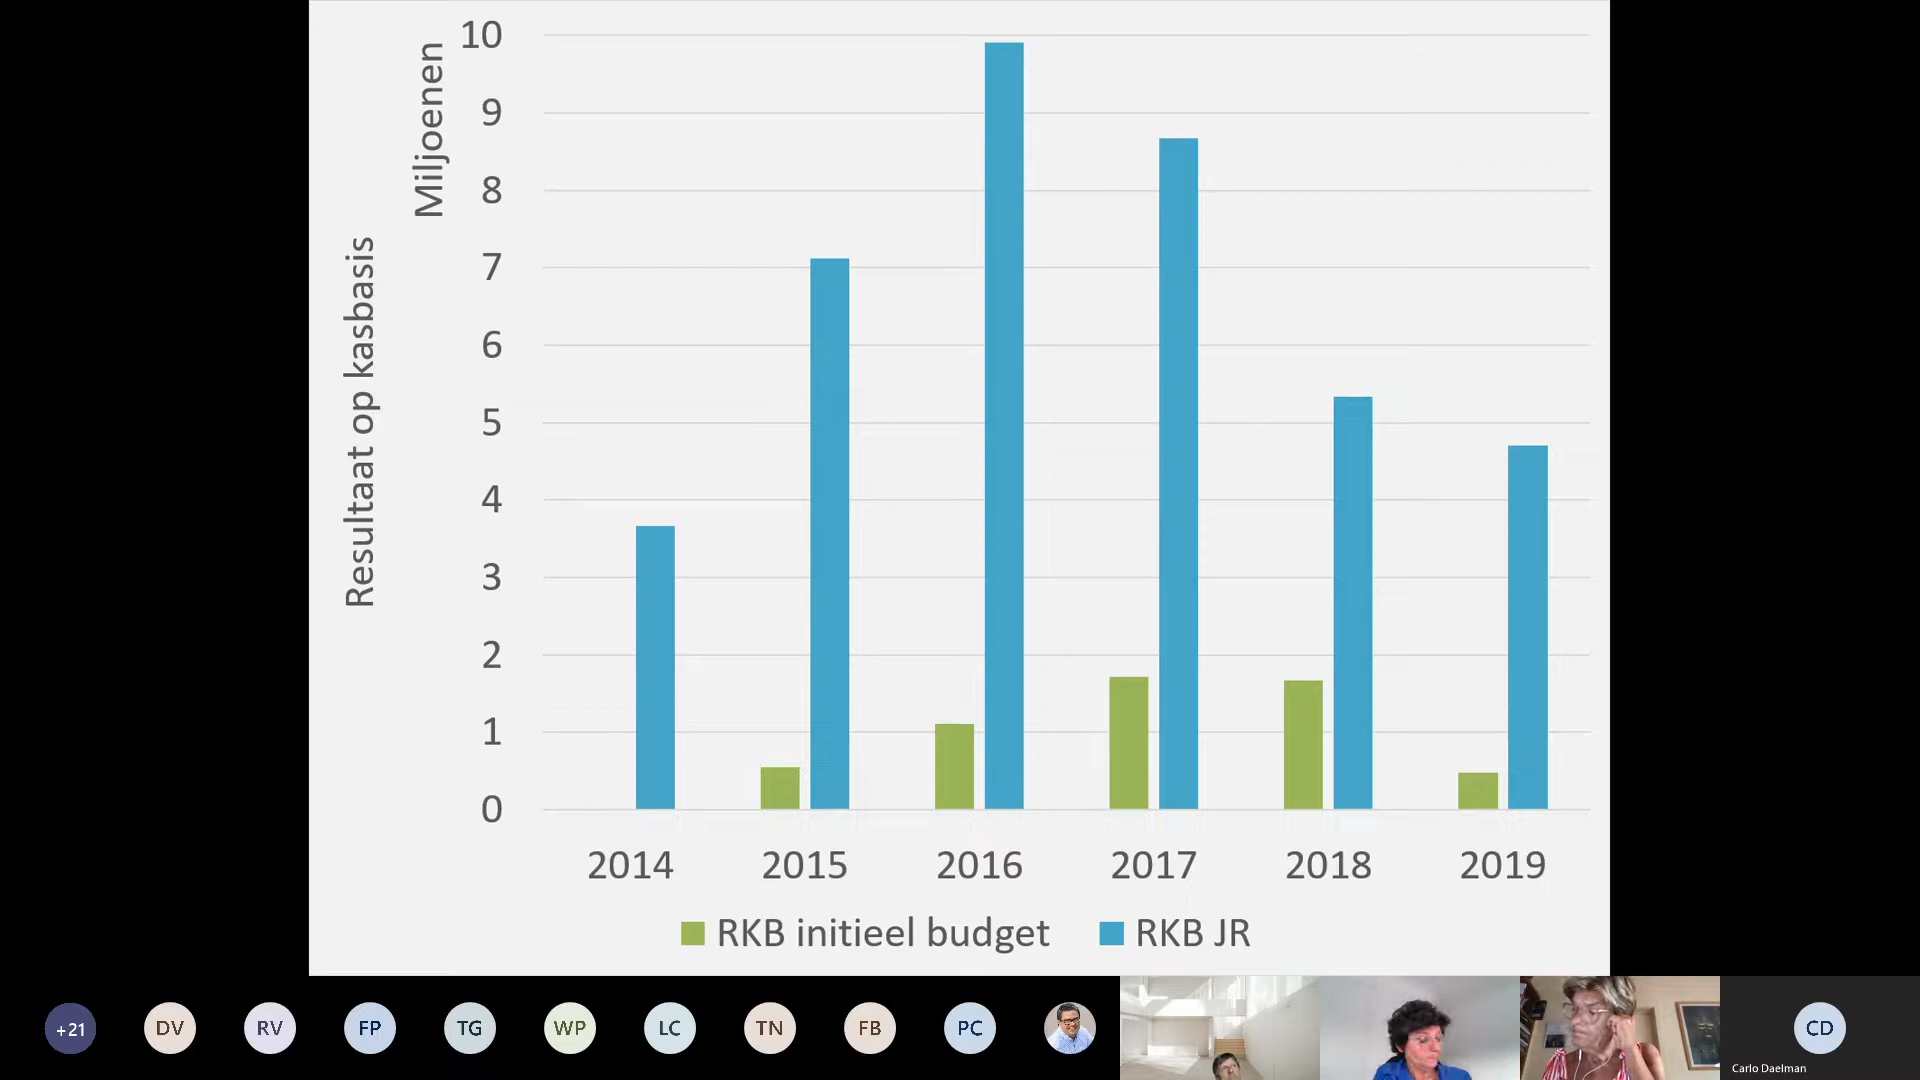 Resultaat op kasbasis
Miljoenen
10
9
8
7
6
5
4
3
2
1
0
2014 2015 2016 2017 2018 2019
RKB initieel budget RKB JR
+21 DV RV FP TG WP LC TN FB PC CD
Carlo Daelman